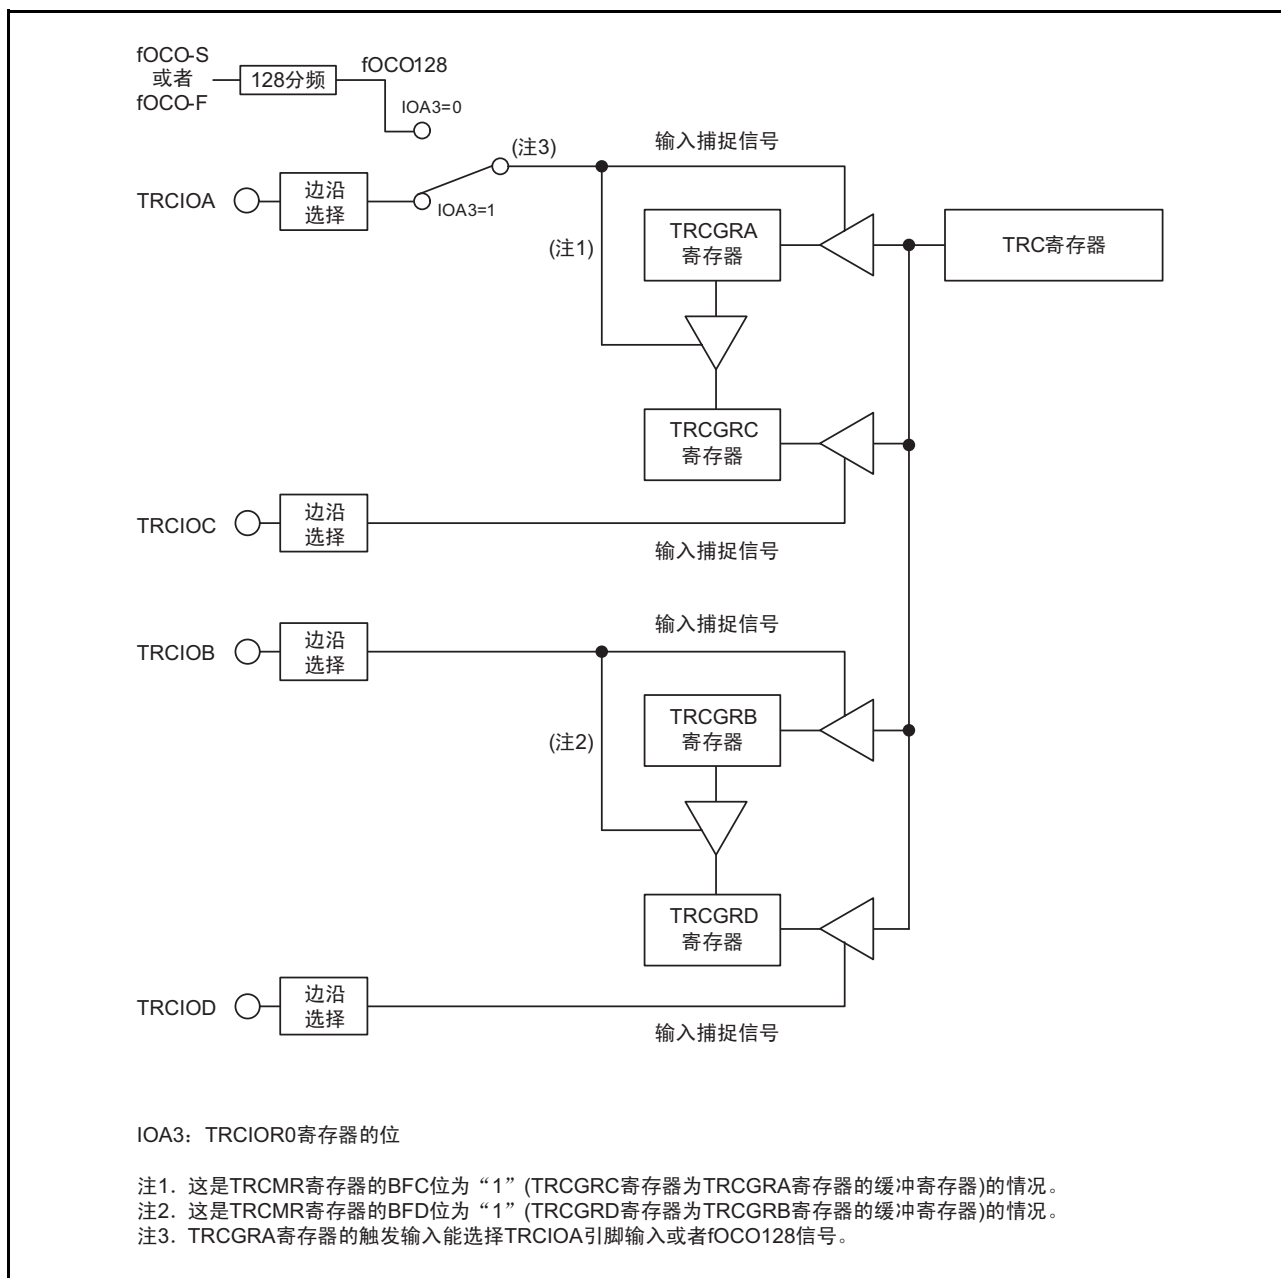 fOCO-S
或者
fOCO-F
128分频
fOCO128
IOA3=0
(注3)
输入捕捉信号
TRCIOA
边沿
选择
IOA3=1
(注1)
TRCGRA
寄存器
TRC寄存器
TRCGRC
寄存器
TRCIOC
边沿
选择
输入捕捉信号
输入捕捉信号
TRCIOB
边沿
选择
(注2)
TRCGRB
寄存器
TRCGRD
寄存器
TRCIOD
边沿
选择
输入捕捉信号
IOA3：TRCIOR0寄存器的位
注1. 这是TRCMR寄存器的BFC位为“1”(TRCGRC寄存器为TRCGRA寄存器的缓冲寄存器)的情况。
注2. 这是TRCMR寄存器的BFD位为“1”(TRCGRD寄存器为TRCGRB寄存器的缓冲寄存器)的情况。
注3. TRCGRA寄存器的触发输入能选择TRCIOA引脚输入或者fOCO128信号。